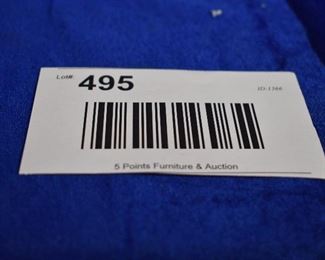 Lot#: 495 ID:1366
5 Points Furniture & Auction